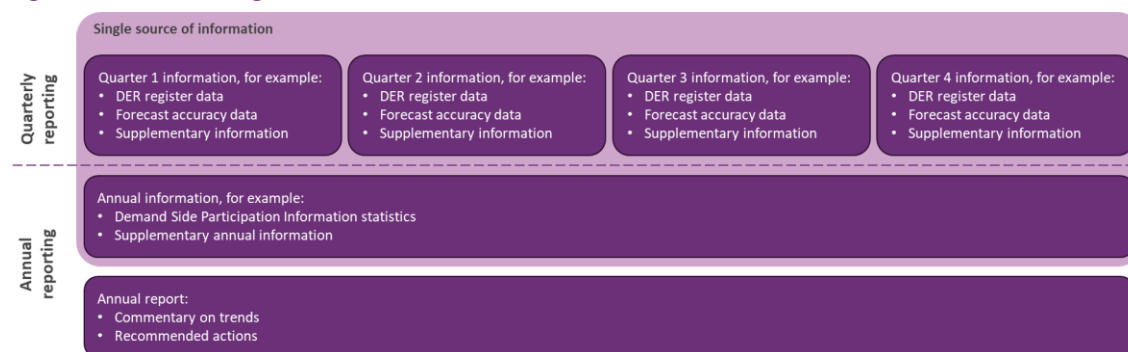 Single source of information
Quarterly
reporting
Quarter 1 information, for example:
• DER register data
• Forecast accuracy data
• Supplementary information
Quarter 2 information, for example:
• DER register data
• Forecast accuracy data
• Supplementary information
Quarter 3 information, for example:
• DER register data
• Forecast accuracy data
• Supplementary information
Quarter 4 information, for example:
• DER register data
• Forecast accuracy data
• Supplementary information
Annual
reporting
Annual information, for example:
• Demand Side Participation Information statistics
• Supplementary annual information
Annual report:
• Commentary on trends
• Recommended actions